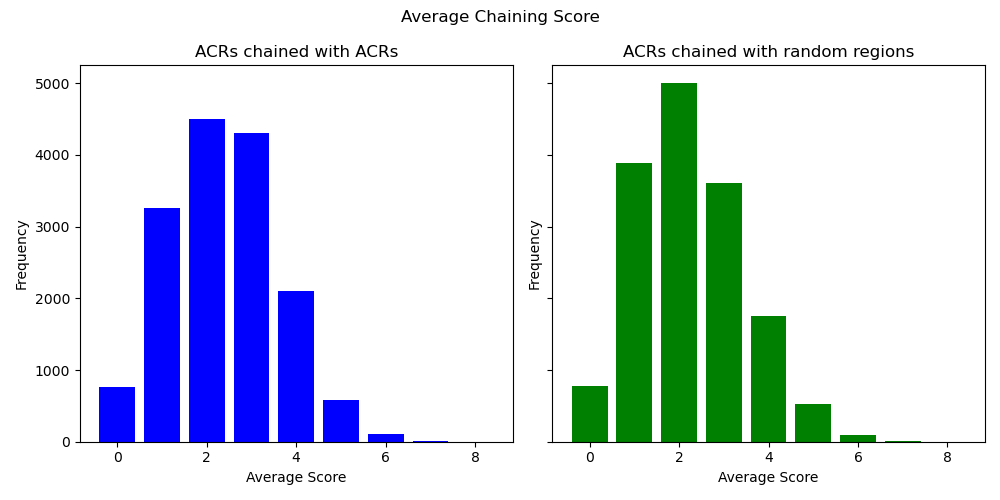 Average Chaining Score
ACRs chained with ACRs
Frequency
5000
4000
3000
2000
1000
0
0 2 4 6 8
Average Score
ACRs chained with random regions
Frequency
0 2 4 6 8
Average Score